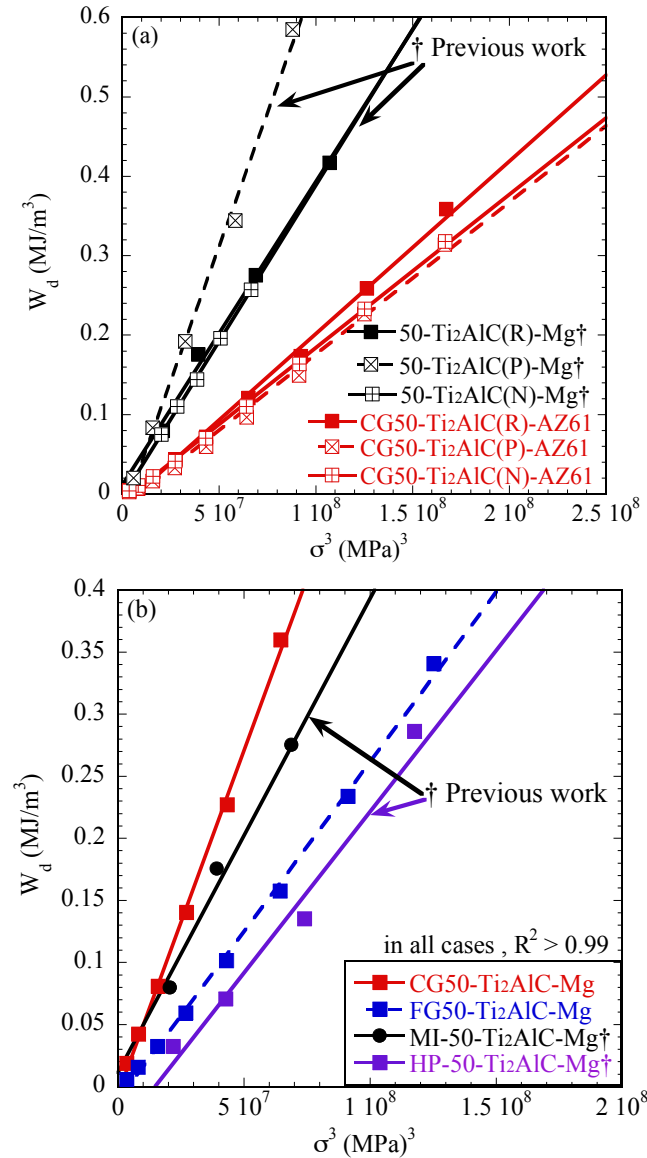 (a)
† Previous work
0.6
0.5
0.4
0.3
0.2
0.1
0
W_d (MJ/m³)
50-Ti₂AlC(R)-Mg†
50-Ti₂AlC(P)-Mg†
50-Ti₂AlC(N)-Mg†
CG50-Ti₂AlC(R)-AZ61
CG50-Ti₂AlC(P)-AZ61
CG50-Ti₂AlC(N)-AZ61
0 5 10⁷ 1 10⁸ 1.5 10⁸ 2 10⁸ 2.5 10⁸
σ³ (MPa)³
(b)
† Previous work
0.4
0.35
0.3
0.25
0.2
0.15
0.1
0.05
0
W_d (MJ/m³)
in all cases , R² > 0.99
CG50-Ti₂AlC-Mg
FG50-Ti₂AlC-Mg
MI-50-Ti₂AlC-Mg†
HP-50-Ti₂AlC-Mg†
0 5 10⁷ 1 10⁸ 1.5 10⁸ 2 10⁸
σ³ (MPa)³